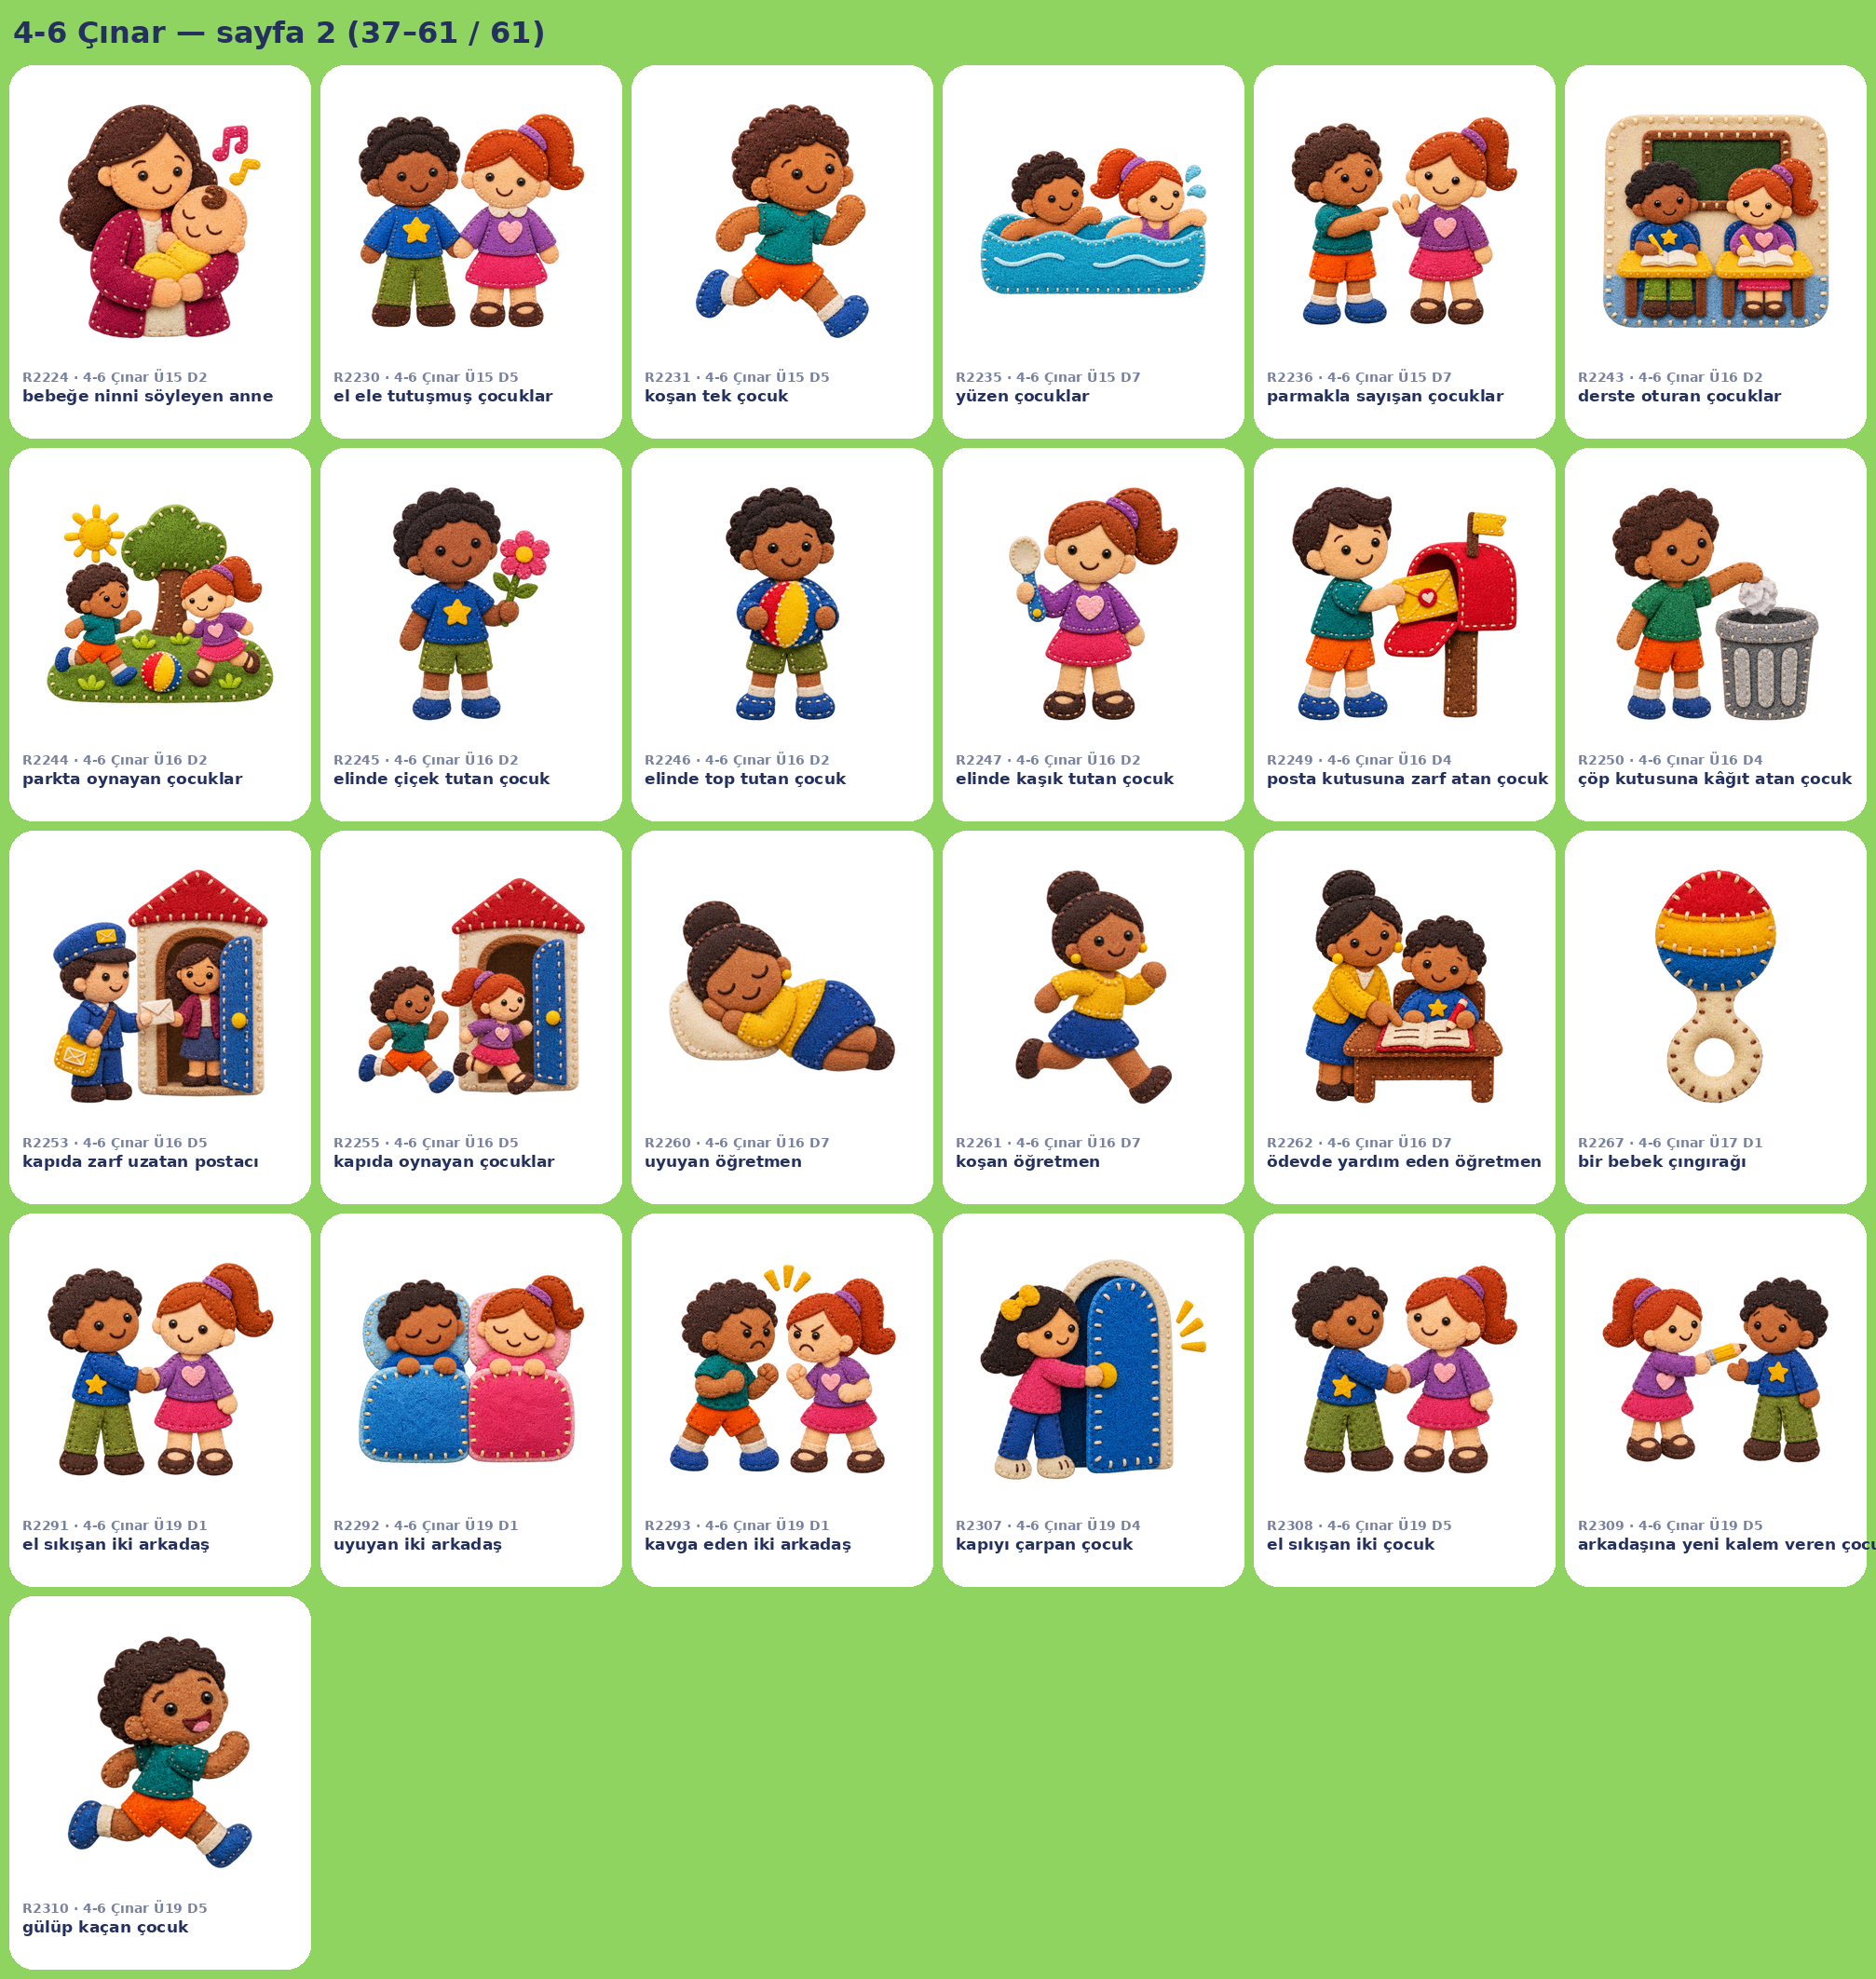 4-6 Çınar — sayfa 2 (37–61 / 61)
R2224 · 4-6 Çınar Ü15 D2
bebeğe ninni söyleyen anne
R2230 · 4-6 Çınar Ü15 D5
el ele tutuşmuş çocuklar
R2231 · 4-6 Çınar Ü15 D5
koşan tek çocuk
R2235 · 4-6 Çınar Ü15 D7
yüzen çocuklar
R2236 · 4-6 Çınar Ü15 D7
parmakla sayışan çocuklar
R2243 · 4-6 Çınar Ü16 D2
derste oturan çocuklar
R2244 · 4-6 Çınar Ü16 D2
parkta oynayan çocuklar
R2245 · 4-6 Çınar Ü16 D2
elinde çiçek tutan çocuk
R2246 · 4-6 Çınar Ü16 D2
elinde top tutan çocuk
R2247 · 4-6 Çınar Ü16 D2
elinde kaşık tutan çocuk
R2249 · 4-6 Çınar Ü16 D4
posta kutusuna zarf atan çocuk
R2250 · 4-6 Çınar Ü16 D4
çöp kutusuna kâğıt atan çocuk
R2253 · 4-6 Çınar Ü16 D5
kapıda zarf uzatan postacı
R2255 · 4-6 Çınar Ü16 D5
kapıda oynayan çocuklar
R2260 · 4-6 Çınar Ü16 D7
uyuyan öğretmen
R2261 · 4-6 Çınar Ü16 D7
koşan öğretmen
R2262 · 4-6 Çınar Ü16 D7
ödevde yardım eden öğretmen
R2267 · 4-6 Çınar Ü17 D1
bir bebek çıngırağı
R2291 · 4-6 Çınar Ü19 D1
el sıkışan iki arkadaş
R2292 · 4-6 Çınar Ü19 D1
uyuyan iki arkadaş
R2293 · 4-6 Çınar Ü19 D1
kavga eden iki arkadaş
R2307 · 4-6 Çınar Ü19 D4
kapıyı çarpan çocuk
R2308 · 4-6 Çınar Ü19 D5
el sıkışan iki çocuk
R2309 · 4-6 Çınar Ü19 D5
arkadaşına yeni kalem veren
R2310 · 4-6 Çınar Ü19 D5
gülüp kaçan çocuk